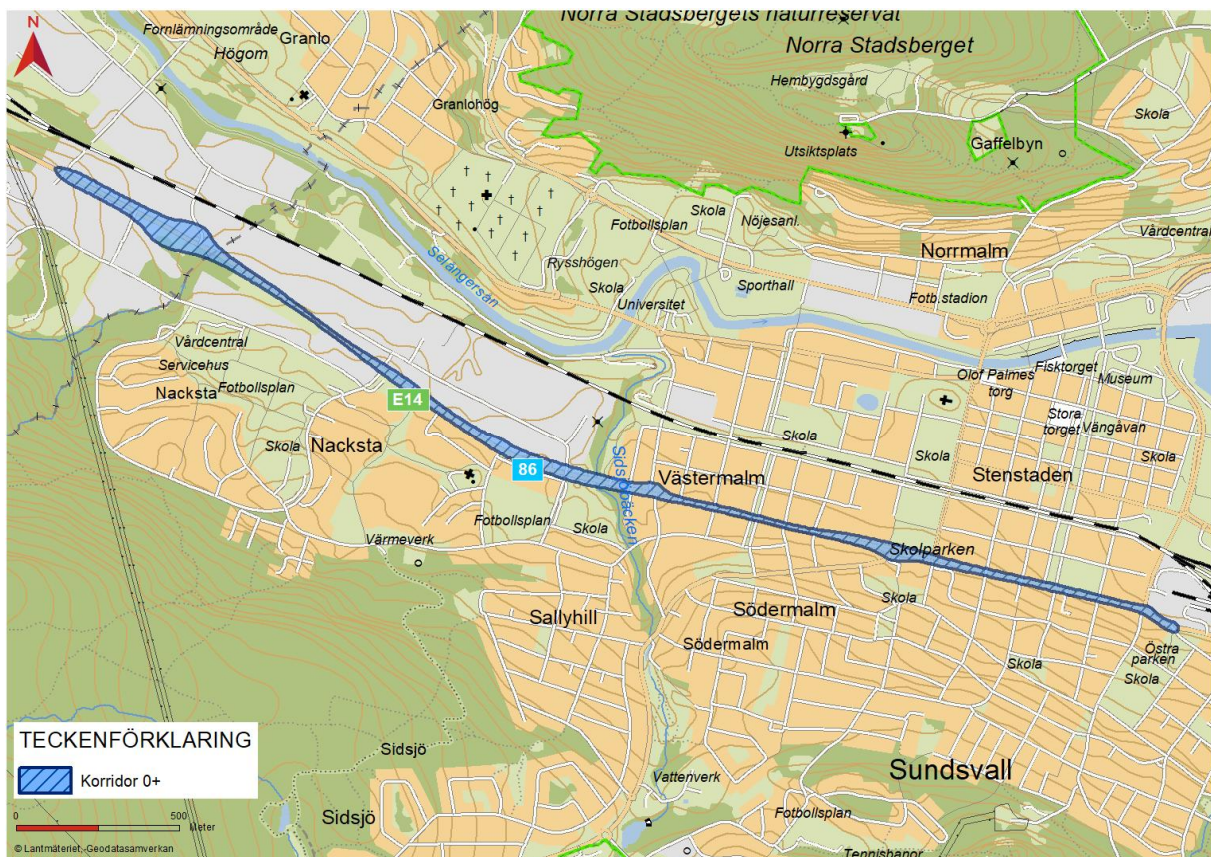 N
Norra Stadsbergets naturreservat
Fornlämningsområde
Högom
Granlo
Norra Stadsberget
Hembygdsgård
Granlohög
Skola
Utsiktsplats
Gaffelbyn
Skola
Nöjesanl.
Fotbollsplan
Vårdcentral
Norrmalm
Rysshögen
Selångersån
Skola
Sporthall
Universitet
Fotb.stadion
Vårdcentral
Servicehus
Fotbollsplan
Nacksta
E14
Olof Palmes
torg
Fisktorget
Museum
Stora
torget
Vängåvan
Skola
Skola
Skola
Skola
Nacksta
Stenstaden
86
Västermalm
Sidsjöbäcken
Fotbollsplan
Skola
Värmeverk
Skolparken
Skola
Sallyhill
Södermalm
Södermalm
Skola
Östra
parken
Skola
TECKENFÖRKLARING
Korridor 0+
Sidsjö
Sidsjö
Vattenverk
Sundsvall
Fotbollsplan
Tennisbanor
0
500
Meter
© Lantmäteriet, Geodatasamverkan